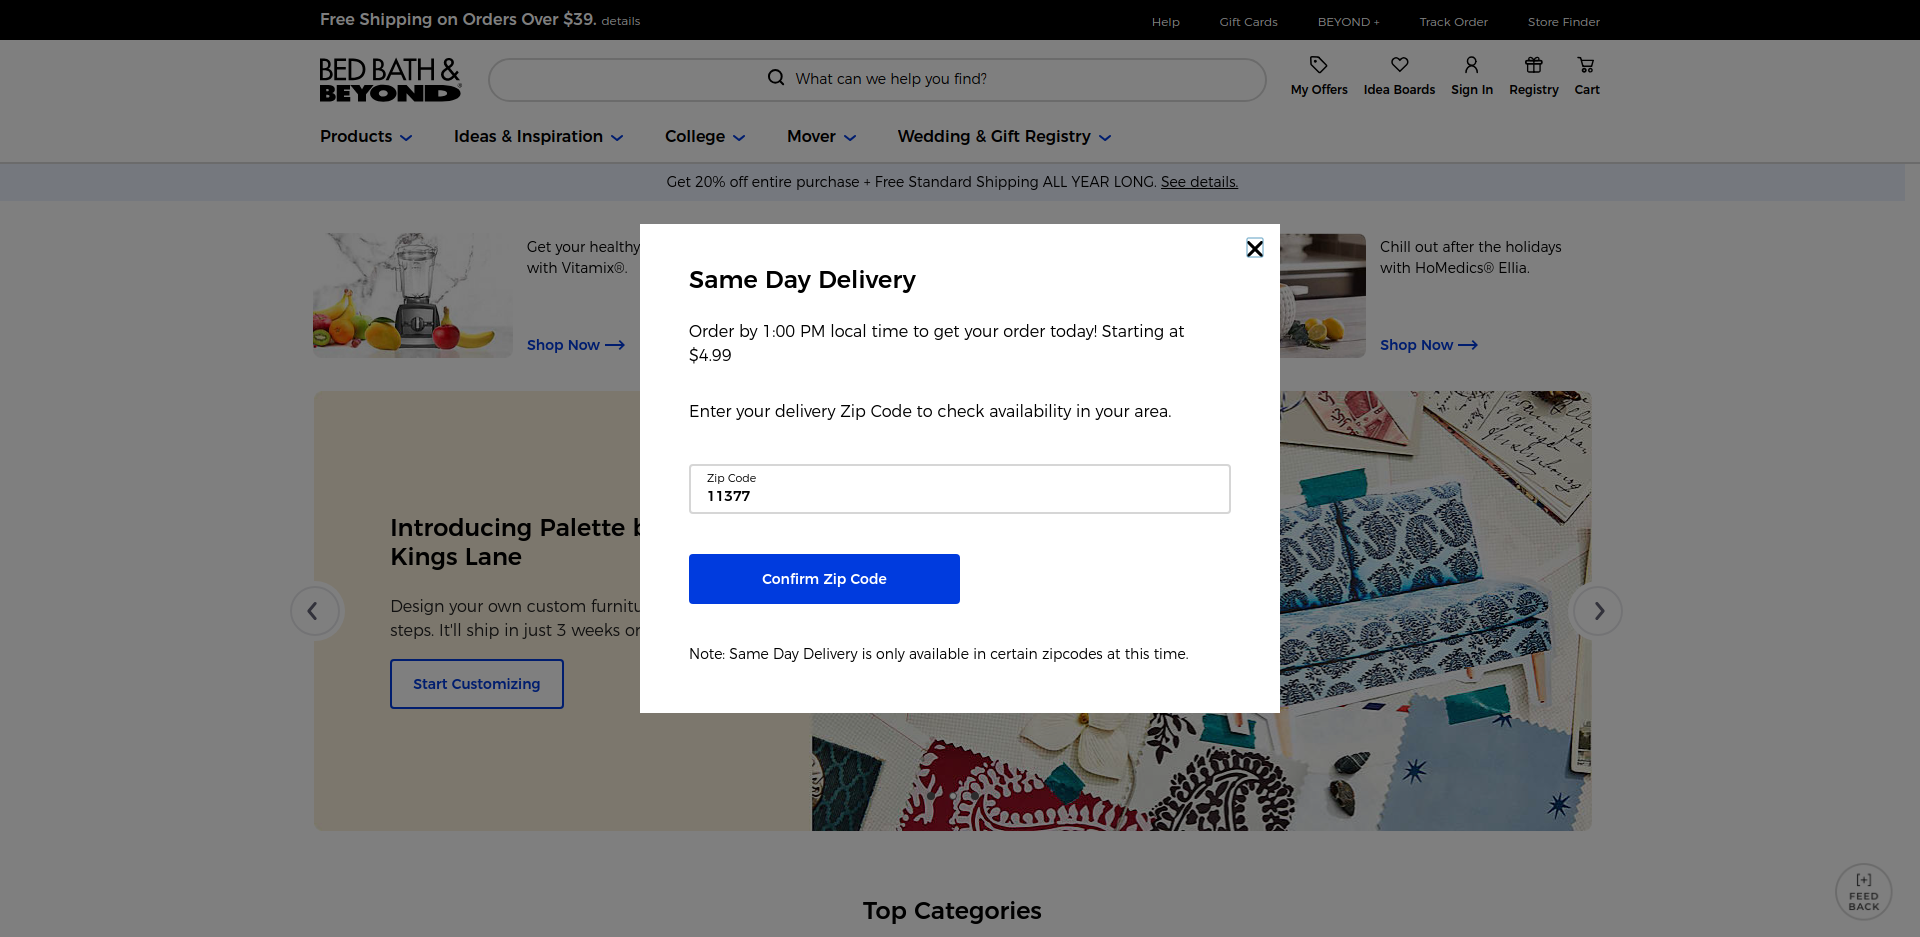 Free Shipping on Orders Over $39. details
Help
Gift Cards
BEYOND +
Track Order
Store Finder
BED BATH &
BEYOND
What can we help you find?
My Offers
Idea Boards
Sign In
Registry
Cart
Products
Ideas & Inspiration
College
Mover
Wedding & Gift Registry
Get 20% off entire purchase + Free Standard Shipping ALL YEAR LONG. See details.
Get your healthy
with Vitamix®.
Shop Now
Chill out after the holidays
with HoMedics® Ellia.
Shop Now
Same Day Delivery
Order by 1:00 PM local time to get your order today! Starting at
$4.99
Enter your delivery Zip Code to check availability in your area.
Zip Code
11377
Confirm Zip Code
Note: Same Day Delivery is only available in certain zipcodes at this time.
Introducing Palette
Kings Lane
Design your own custom
steps. It'll ship in just 3 weeks or
Start Customizing
Top Categories
[+]
FEED
BACK